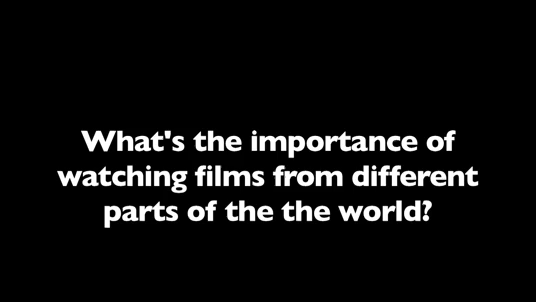 What's the importance of
watching films from different
parts of the the world?